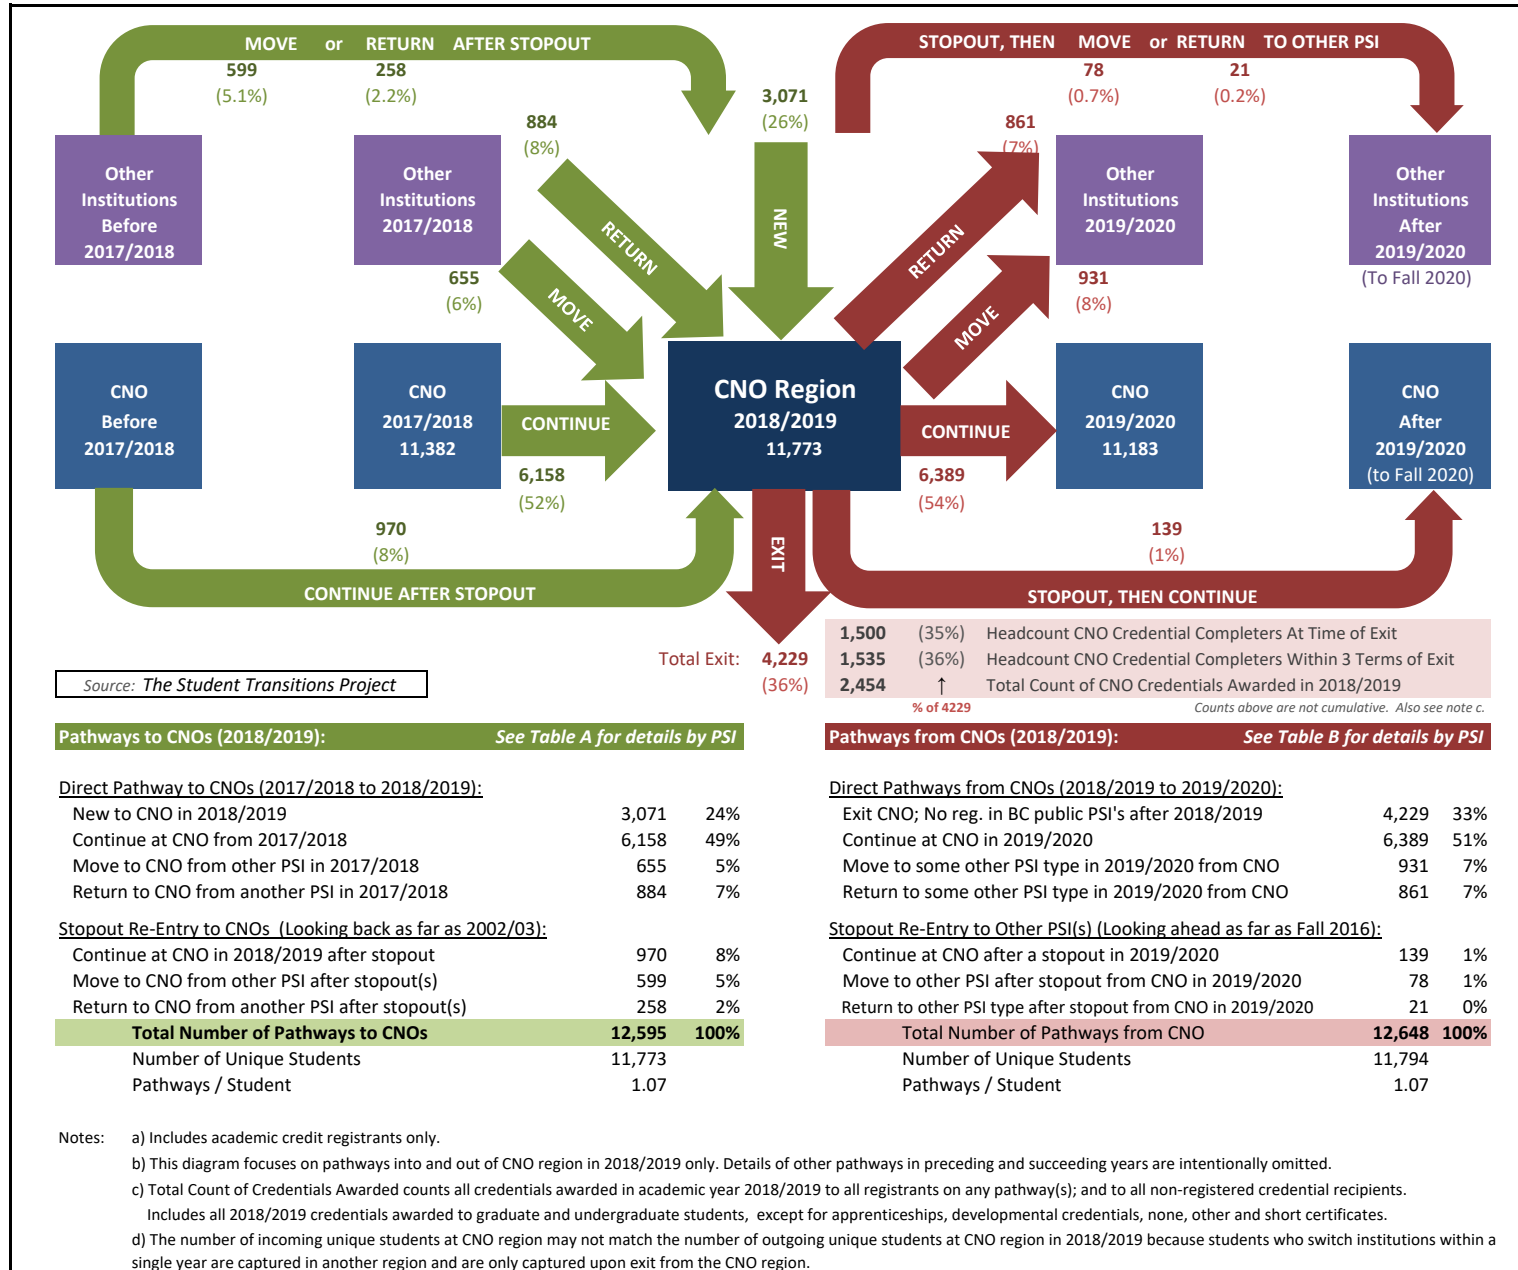 MOVE or RETURN AFTER STOPOUT
599 258
(5.1%) (2.2%)
STOPOUT, THEN MOVE or RETURN TO OTHER PSI
78 21
(0.7%) (0.2%)
3,071
(26%)
884
(8%)
861
(7%)
Other
Institutions
Before
2017/2018
Other
Institutions
2017/2018
NEW
RETURN
RETURN
Other
Institutions
2019/2020
Other
Institutions
After
2019/2020
(To Fall 2020)
655
(6%)
MOVE
MOVE
931
(8%)
CNO
Before
2017/2018
CNO
2017/2018
11,382
CONTINUE
6,158
(52%)
CNO Region
2018/2019
11,773
CONTINUE
6,389
(54%)
CNO
2019/2020
11,183
CNO
After
2019/2020
(to Fall 2020)
970
(8%)
CONTINUE AFTER STOPOUT
EXIT
139
(1%)
STOPOUT, THEN CONTINUE
Total Exit: 4,229
(36%)
1,500 (35%) Headcount CNO Credential Completers At Time of Exit
1,535 (36%) Headcount CNO Credential Completers Within 3 Terms of Exit
2,454 ↑ Total Count of CNO Credentials Awarded in 2018/2019
% of 4229 Counts above are not cumulative. Also see note c.
Source: The Student Transitions Project
Pathways to CNOs (2018/2019): See Table A for details by PSI
Direct Pathway to CNOs (2017/2018 to 2018/2019):
New to CNO in 2018/2019 3,071 24%
Continue at CNO from 2017/2018 6,158 49%
Move to CNO from other PSI in 2017/2018 655 5%
Return to CNO from another PSI in 2017/2018 884 7%
Stopout Re-Entry to CNOs (Looking back as far as 2002/03):
Continue at CNO in 2018/2019 after stopout 970 8%
Move to CNO from other PSI after stopout(s) 599 5%
Return to CNO from another PSI after stopout(s) 258 2%
Total Number of Pathways to CNOs 12,595 100%
Number of Unique Students 11,773
Pathways / Student 1.07
Pathways from CNOs (2018/2019): See Table B for details by PSI
Direct Pathways from CNOs (2018/2019 to 2019/2020):
Exit CNO; No reg. in BC public PSI's after 2018/2019 4,229 33%
Continue at CNO in 2019/2020 6,389 51%
Move to some other PSI type in 2019/2020 from CNO 931 7%
Return to some other PSI type in 2019/2020 from CNO 861 7%
Stopout Re-Entry to Other PSI(s) (Looking ahead as far as Fall 2016):
Continue at CNO after a stopout in 2019/2020 139 1%
Move to other PSI after stopout from CNO in 2019/2020 78 1%
Return to other PSI type after stopout from CNO in 2019/2020 21 0%
Total Number of Pathways from CNO 12,648 100%
Number of Unique Students 11,794
Pathways / Student 1.07
Notes: a) Includes academic credit registrants only.
b) This diagram focuses on pathways into and out of CNO region in 2018/2019 only. Details of other pathways in preceding and succeeding years are intentionally omitted.
c) Total Count of Credentials Awarded counts all credentials awarded in academic year 2018/2019 to all registrants on any pathway(s); and to all non-registered credential recipients.
Includes all 2018/2019 credentials awarded to graduate and undergraduate students, except for apprenticeships, developmental credentials, none, other and short certificates.
d) The number of incoming unique students at CNO region may not match the number of outgoing unique students at CNO region in 2018/2019 because students who switch institutions within a
single year are captured in another region and are only captured upon exit from the CNO region.